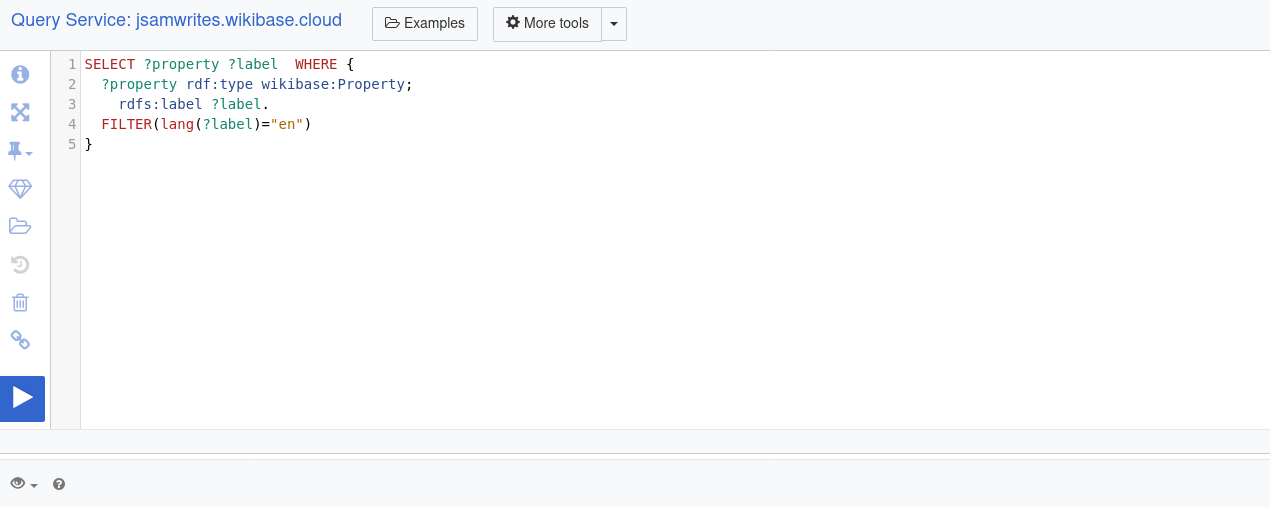 Query Service: jsamwrites.wikibase.cloud
Examples
More tools
1 SELECT ?property ?label  WHERE {
2   ?property rdf:type wikibase:Property;
3     rdfs:label ?label.
4   FILTER(lang(?label)="en")
5 }